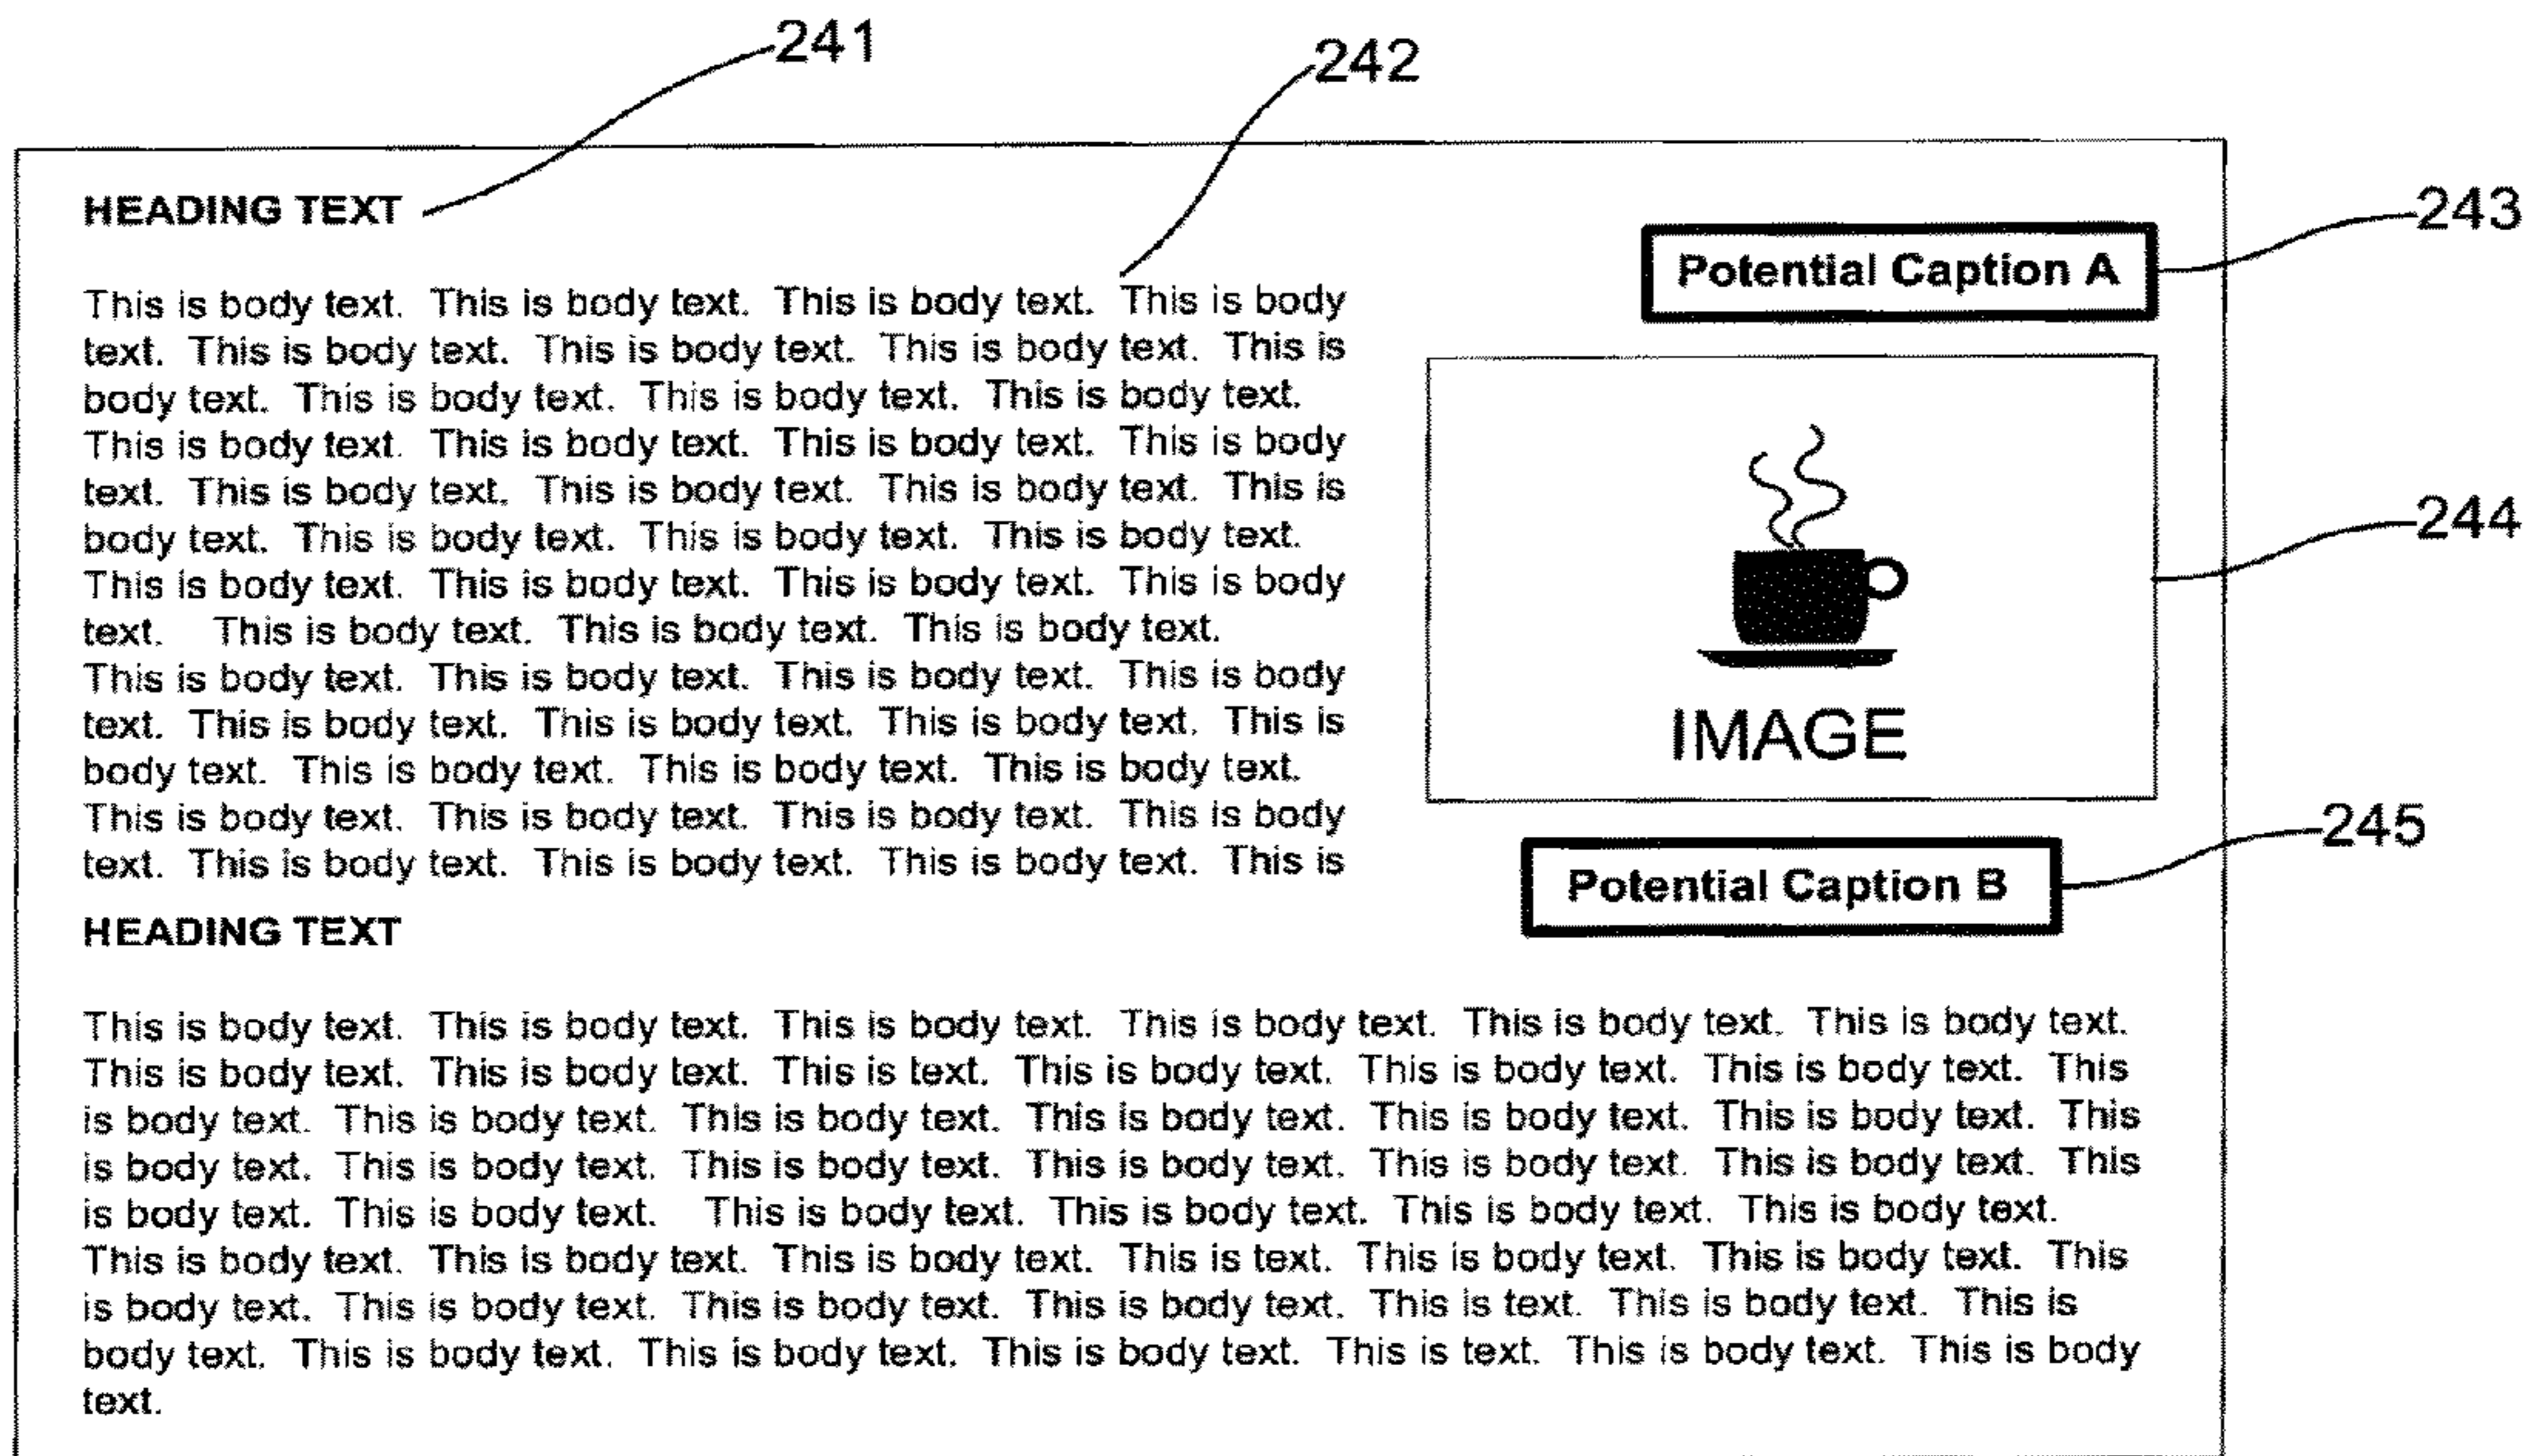 241
242
HEADING TEXT
This is body text. This is body text. This is body text. This is body
text. This is body text. This is body text. This is body text. This is
body text. This is body text. This is body text. This is body text.
This is body text. This is body text. This is body text. This is body
text. This is body text. This is body text. This is body text. This is
body text. This is body text. This is body text. This is body text.
This is body text. This is body text. This is body text. This is body
text. This is body text. This is body text. This is body text.
This is body text. This is body text. This is body text. This is body
text. This is body text. This is body text. This is body text. This is
body text. This is body text. This is body text. This is body text.
This is body text. This is body text. This is body text. This is body
text. This is body text. This is body text. This is body text. This is
243
Potential Caption A
244
IMAGE
245
Potential Caption B
HEADING TEXT
This is body text. This is body text. This is body text. This is body text. This is body text. This is body text.
This is body text. This is body text. This is text. This is body text. This is body text. This is body text. This
is body text. This is body text. This is body text. This is body text. This is body text. This is body text. This
is body text. This is body text. This is body text. This is body text. This is body text. This is body text. This
is body text. This is body text. This is body text. This is body text. This is body text. This is body text.
This is body text. This is body text. This is body text. This is text. This is body text. This is body text. This
is body text. This is body text. This is body text. This is body text. This is text. This is body text. This is
body text. This is body text. This is body text. This is body text. This is text. This is body text. This is body
text.